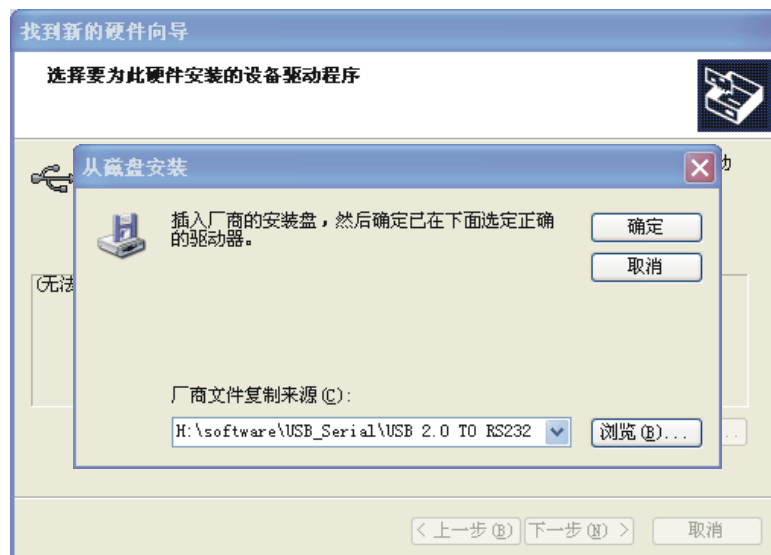 找到新的硬件向导
选择要为此硬件安装的设备驱动程序
从磁盘安装
动
插入厂商的安装盘，然后确定已在下面选定正确
的驱动器。
确定
取消
(无法
厂商文件复制来源(C):
H:\software\USB_Serial\USB 2.0 TO RS232
浏览(B)...
< 上一步(B)
下一步(N) >
取消